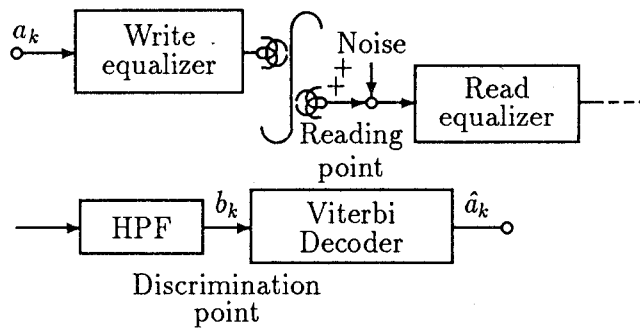 a_k
Write
equalizer
Noise
+
+
Reading
point
Read
equalizer
HPF
b_k
Viterbi
Decoder
â_k
Discrimination
point